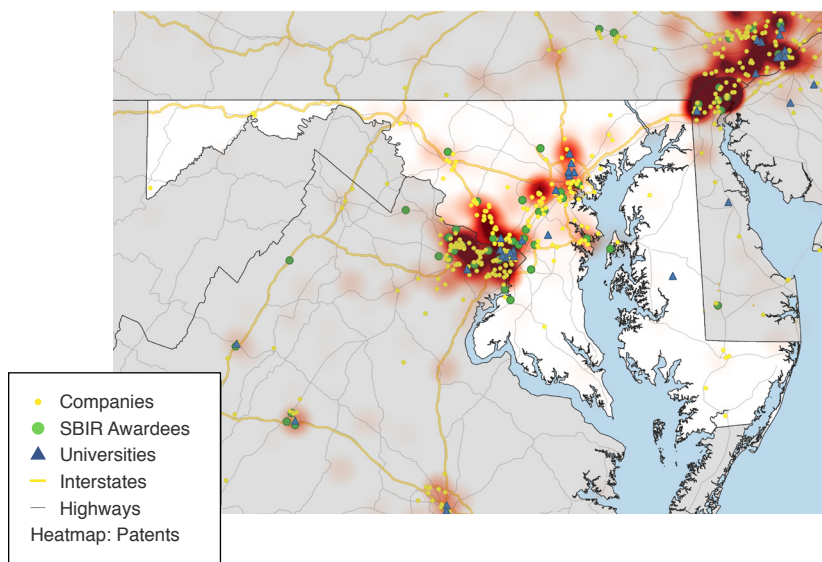 Companies
SBIR Awardees
Universities
Interstates
Highways
Heatmap: Patents